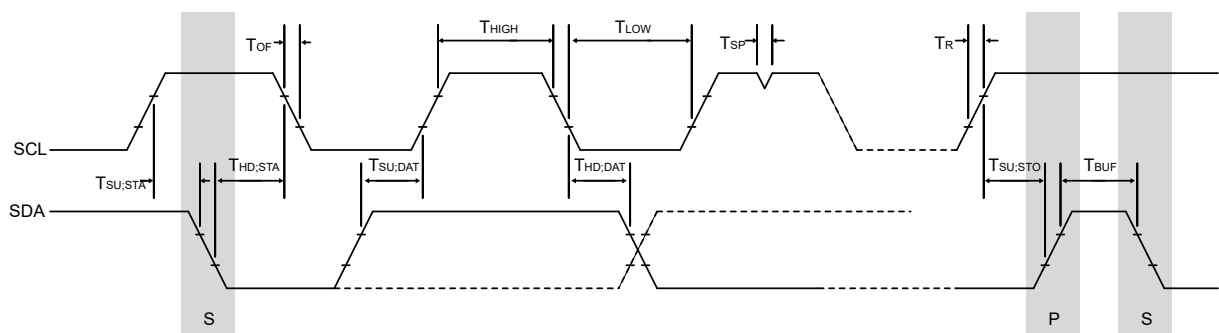 TOF
THIGH
TLOW
TSP
TR
SCL
TSU;STA
THD;STA
TSU;DAT
THD;DAT
TSU;STO
TBUF
SDA
S
P
S